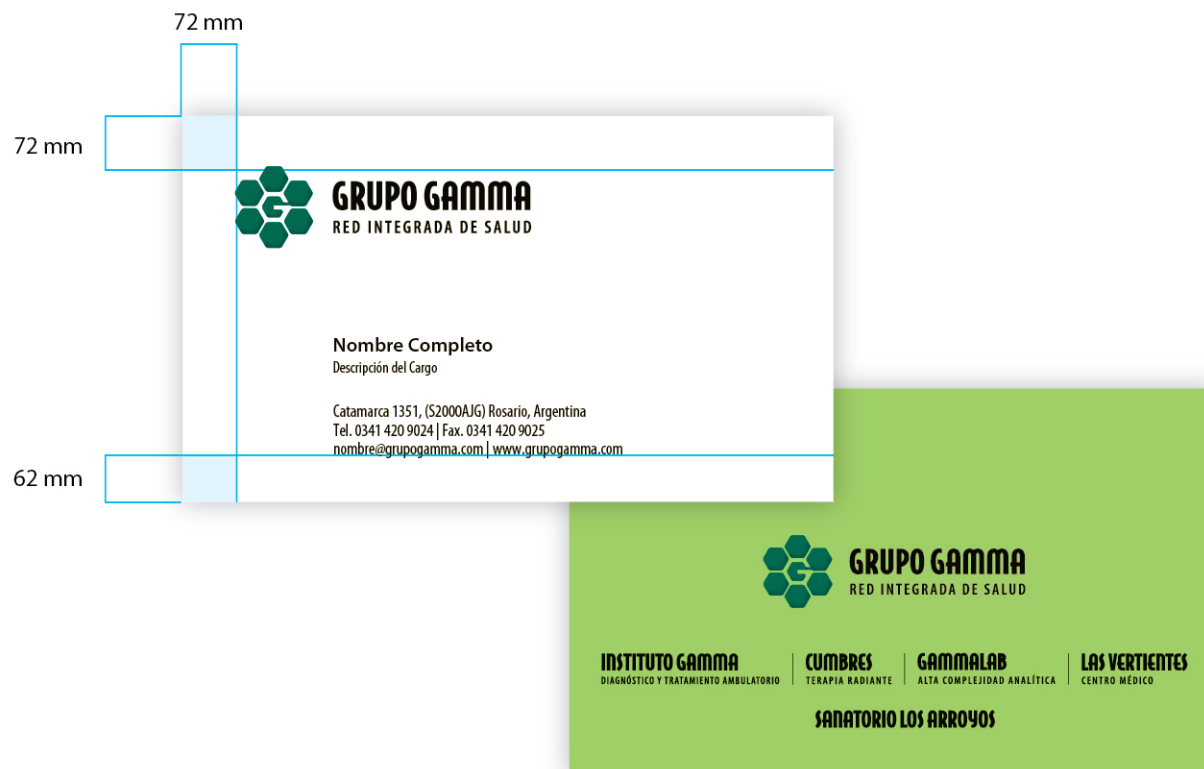 72 mm
72 mm
GRUPO GAMMA
RED INTEGRADA DE SALUD
Nombre Completo
Descripción del Cargo
Catamarca 1351, (S2000AJG) Rosario, Argentina
Tel. 0341 420 9024 | Fax. 0341 420 9025
nombre@grupogamma.com | www.grupogamma.com
62 mm
GRUPO GAMMA
RED INTEGRADA DE SALUD
INSTITUTO GAMMA
DIAGNÓSTICO Y TRATAMIENTO AMBULATORIO
CUMBRES
TERAPIA RADIANTE
GAMMALAB
ALTA COMPLEJIDAD ANALÍTICA
LAS VERTIENTES
CENTRO MÉDICO
SANATORIO LOS ARROYOS